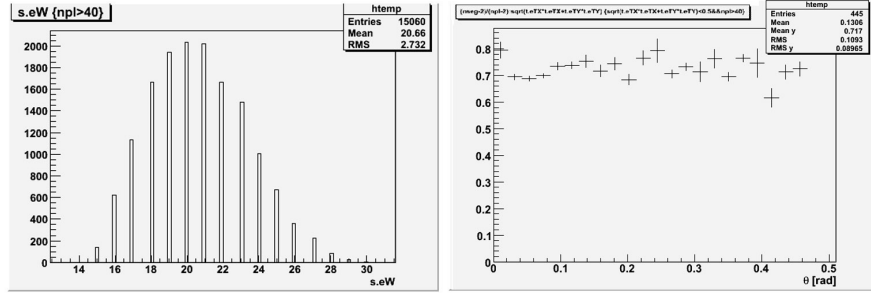 s.eW {npl>40}
htemp
Entries 15060
Mean 20.66
RMS 2.732
2000
1800
1600
1400
1200
1000
800
600
400
200
0
14 16 18 20 22 24 26 28 30
s.eW
(nseg-2)/(npl-2):sqrt(t.eTX*t.eTX+t.eTY*t.eTY) {sqrt(t.eTX*t.eTX+t.eTY*t.eTY)<0.5&&npl>40}
htemp
Entries 445
Mean 0.1306
Mean y 0.717
RMS 0.1093
RMS y 0.08965
0.8
0.7
0.6
0.5
0.4
0.3
0.2
0.1
0
0 0.1 0.2 0.3 0.4 0.5
θ [rad]